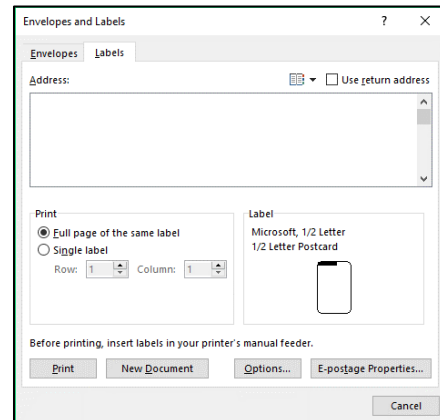 Envelopes and Labels ? X
Envelopes Labels
Address: Use return address
Print
Full page of the same label
Single label
Row: 1 Column: 1
Label
Microsoft, 1/2 Letter
1/2 Letter Postcard
Before printing, insert labels in your printer's manual feeder.
Print New Document Options... E-postage Properties...
Cancel